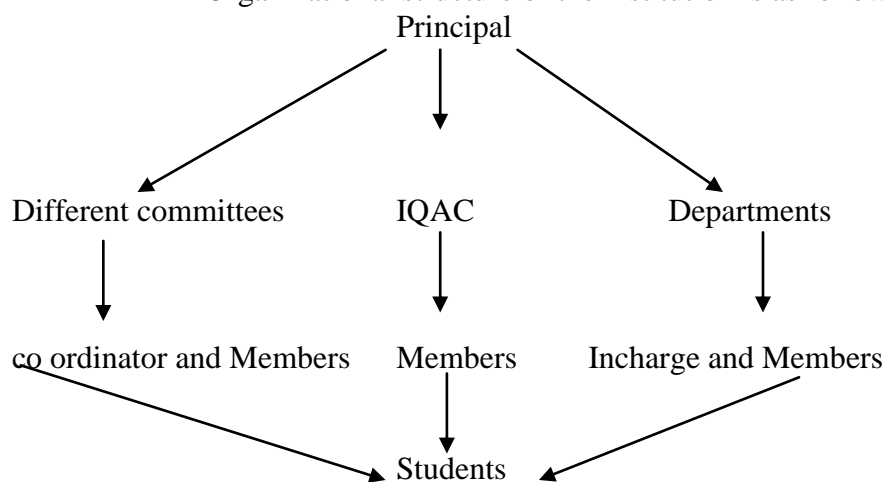 Principal
Different committees IQAC Departments
co ordinator and Members Members Incharge and Members
Students